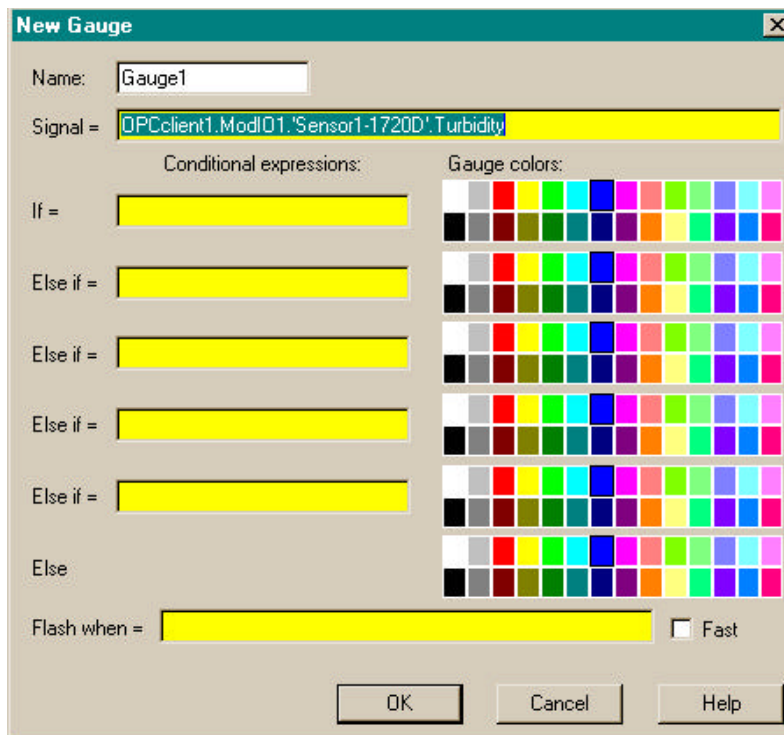 New Gauge
Name: Gauge1
Signal = OPCclient1.ModIO1.'Sensor1-1720D'.Turbidity
Conditional expressions: Gauge colors:
If =
Else if =
Else if =
Else if =
Else if =
Else
Flash when = Fast
OK Cancel Help